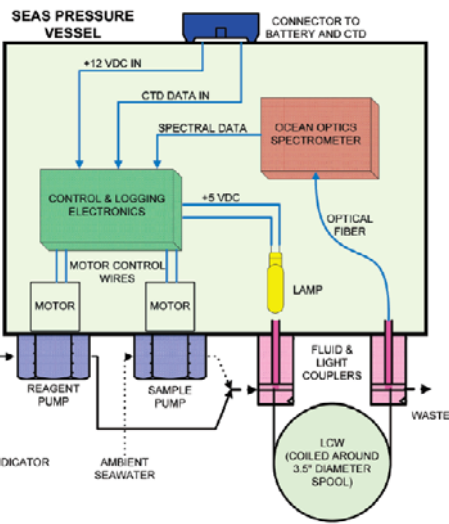 SEAS PRESSURE
VESSEL
CONNECTOR TO
BATTERY AND CTD
+12 VDC IN
CTD DATA IN
SPECTRAL DATA
OCEAN OPTICS
SPECTROMETER
CONTROL & LOGGING
ELECTRONICS
+5 VDC
OPTICAL
FIBER
MOTOR CONTROL
WIRES
LAMP
MOTOR
MOTOR
FLUID &
LIGHT
COUPLERS
REAGENT
PUMP
SAMPLE
PUMP
WASTE
NDICATOR
AMBIENT
SEAWATER
LCW
(COILED AROUND
3.5" DIAMETER
SPOOL)